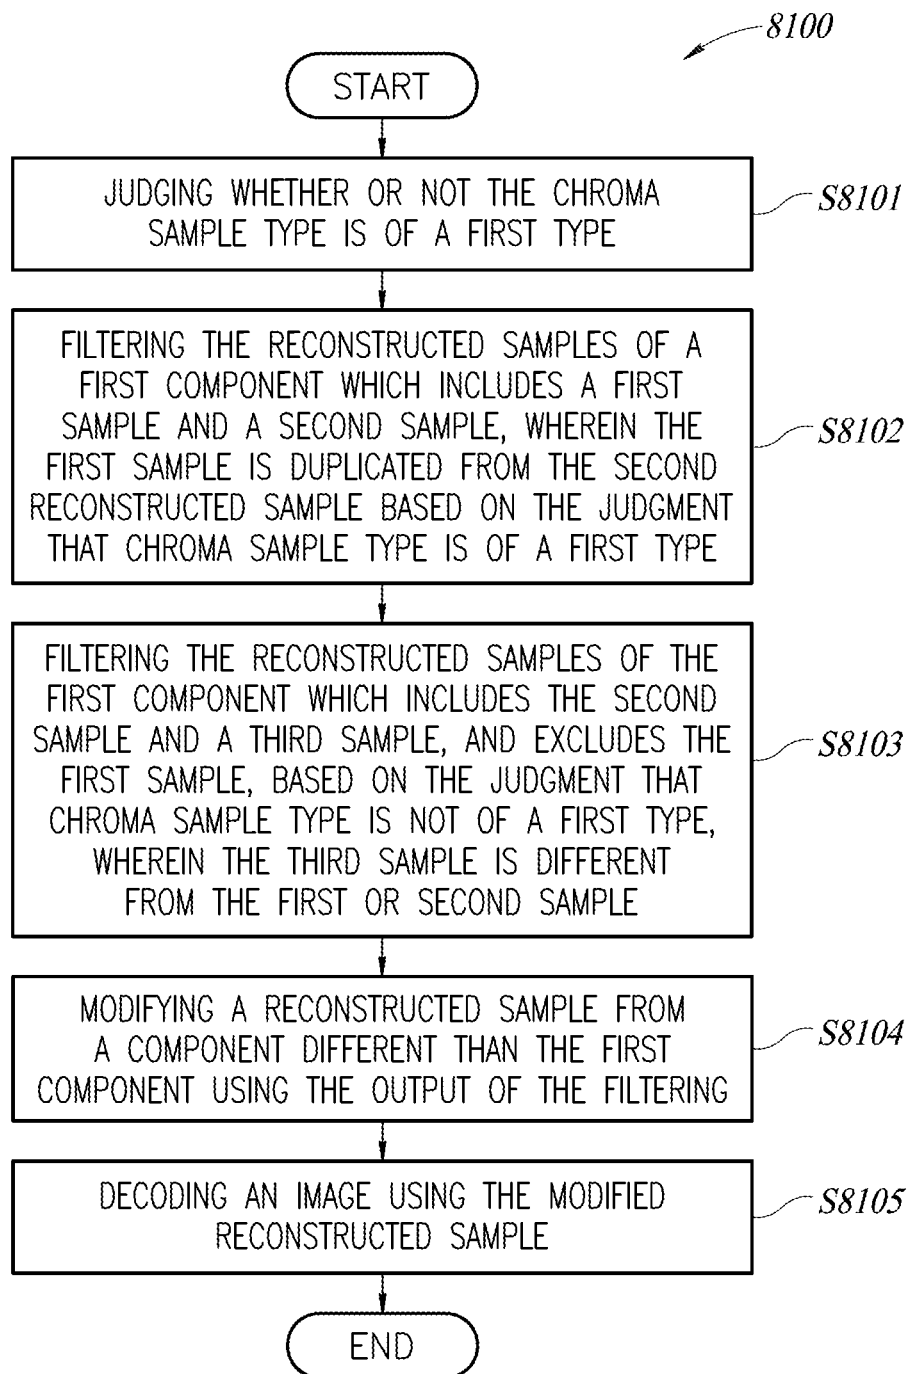 8100
START
JUDGING WHETHER OR NOT THE CHROMA
SAMPLE TYPE IS OF A FIRST TYPE
S8101
FILTERING THE RECONSTRUCTED SAMPLES OF A
FIRST COMPONENT WHICH INCLUDES A FIRST
SAMPLE AND A SECOND SAMPLE, WHEREIN THE
FIRST SAMPLE IS DUPLICATED FROM THE SECOND
RECONSTRUCTED SAMPLE BASED ON THE JUDGMENT
THAT CHROMA SAMPLE TYPE IS OF A FIRST TYPE
S8102
FILTERING THE RECONSTRUCTED SAMPLES OF THE
FIRST COMPONENT WHICH INCLUDES THE SECOND
SAMPLE AND A THIRD SAMPLE, AND EXCLUDES THE
FIRST SAMPLE, BASED ON THE JUDGMENT THAT
CHROMA SAMPLE TYPE IS NOT OF A FIRST TYPE,
WHEREIN THE THIRD SAMPLE IS DIFFERENT
FROM THE FIRST OR SECOND SAMPLE
S8103
MODIFYING A RECONSTRUCTED SAMPLE FROM
A COMPONENT DIFFERENT THAN THE FIRST
COMPONENT USING THE OUTPUT OF THE FILTERING
S8104
DECODING AN IMAGE USING THE MODIFIED
RECONSTRUCTED SAMPLE
S8105
END